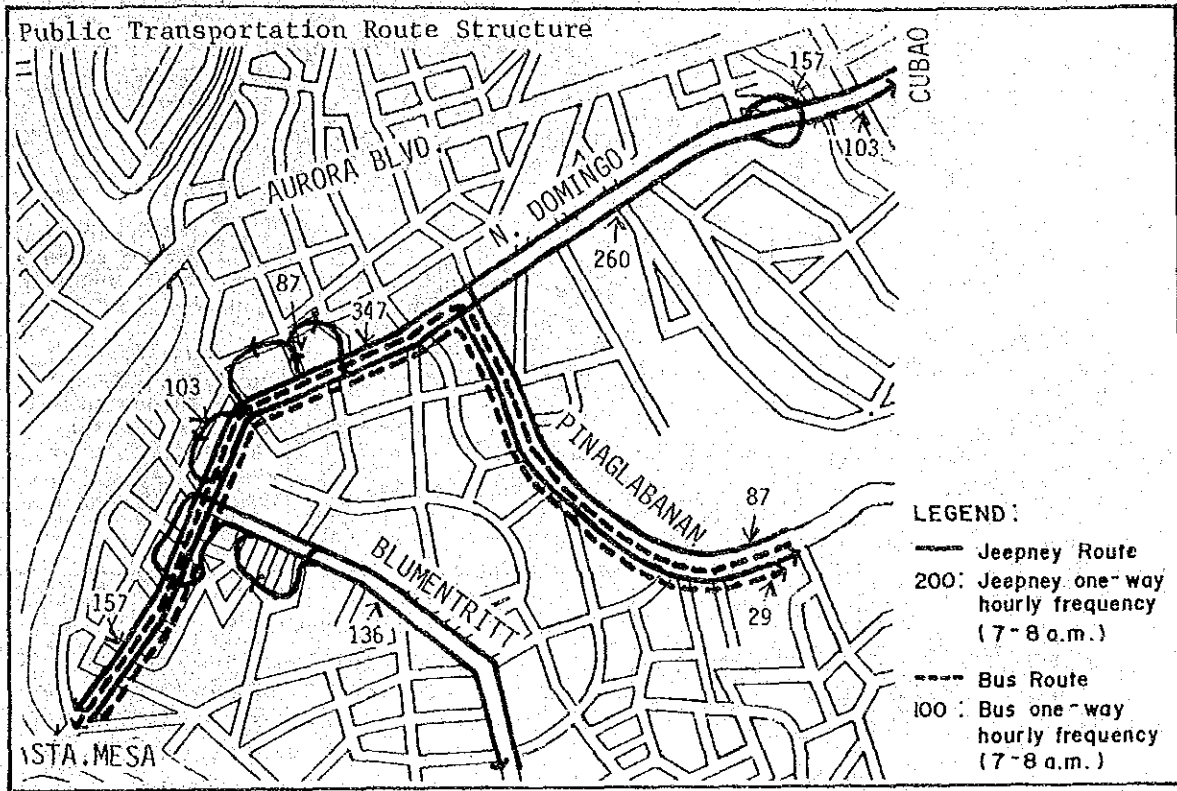 Public Transportation Route Structure
157
CUBAO
103
AURORA BLVD.
N. DOMINGO
260
87
347
103
PINAGLABANAN
87
29
BLUMENTRITT
136
157
STA. MESA
LEGEND:
Jeepney Route
200: Jeepney one-way
hourly frequency
(7-8 a.m.)
Bus Route
100: Bus one-way
hourly frequency
(7-8 a.m.)